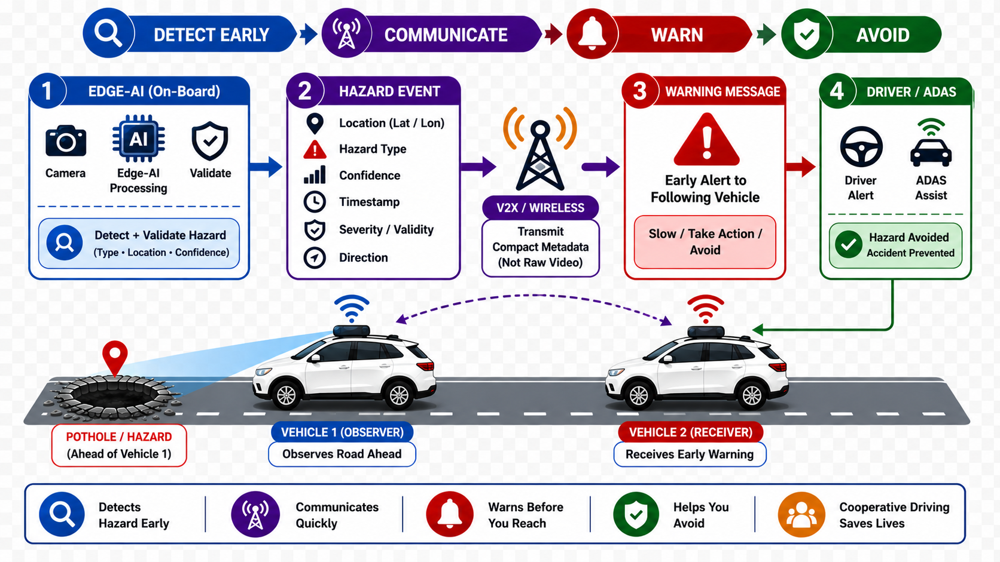 DETECT EARLY
COMMUNICATE
WARN
AVOID
1
EDGE-AI (On-Board)
AI
Camera
Edge-AI
Processing
Validate
Detect + Validate Hazard
(Type • Location • Confidence)
2
HAZARD EVENT
Location (Lat / Lon)
Hazard Type
Confidence
Timestamp
Severity / Validity
Direction
V2X / WIRELESS
Transmit
Compact Metadata
(Not Raw Video)
3
WARNING MESSAGE
Early Alert to
Following Vehicle
Slow / Take Action /
Avoid
4
DRIVER / ADAS
Driver
Alert
ADAS
Assist
Hazard Avoided
Accident Prevented
POTHOLE / HAZARD
(Ahead of Vehicle 1)
VEHICLE 1 (OBSERVER)
Observes Road Ahead
VEHICLE 2 (RECEIVER)
Receives Early Warning
Detects
Hazard Early
Communicates
Quickly
Warns Before
You Reach
Helps You
Avoid
Cooperative Driving
Saves Lives